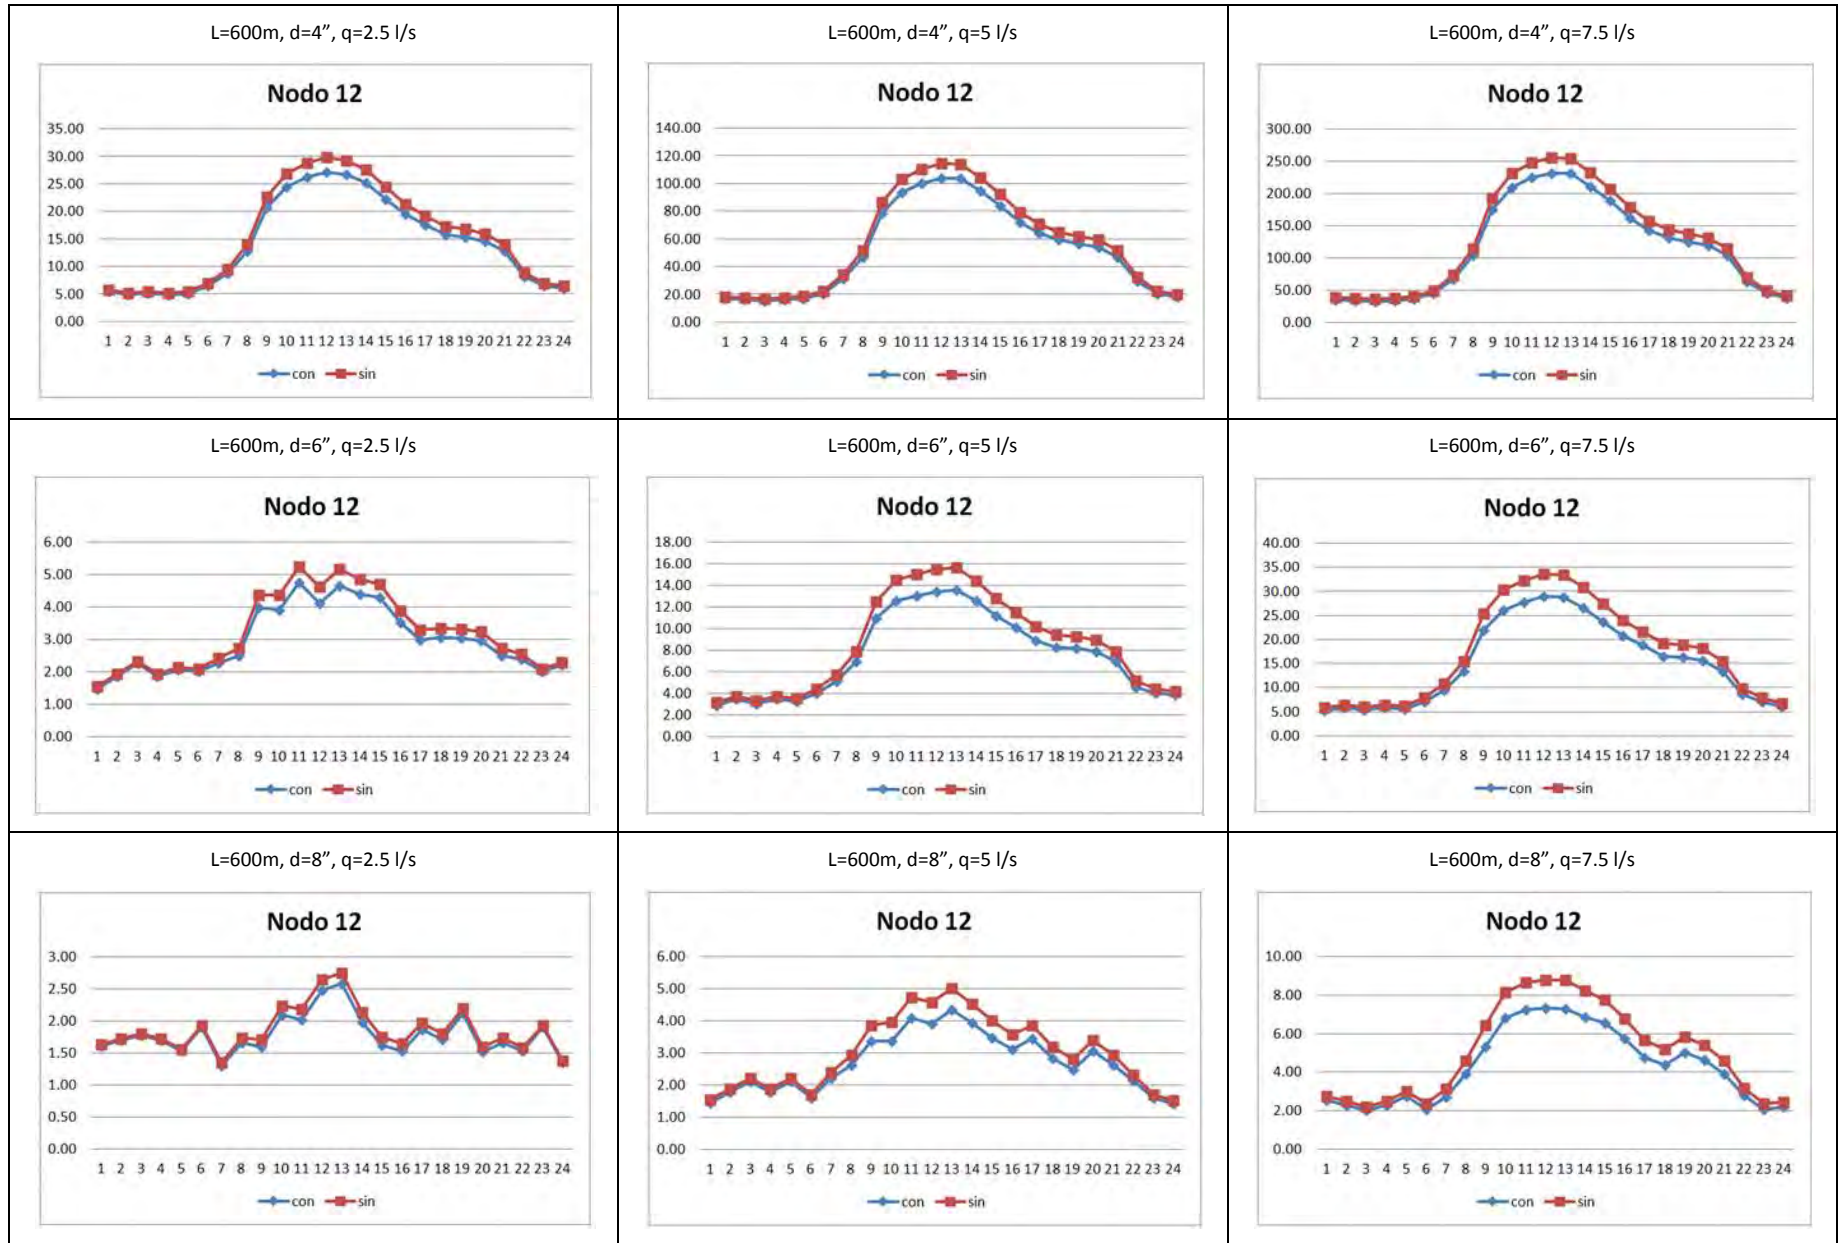 L=600m, d=4”, q=2.5 l/s
Nodo 12
35.00
30.00
25.00
20.00
15.00
10.00
5.00
0.00
1 2 3 4 5 6 7 8 9 10 11 12 13 14 15 16 17 18 19 20 21 22 23 24
con sin
L=600m, d=4”, q=5 l/s
Nodo 12
140.00
120.00
100.00
80.00
60.00
40.00
20.00
0.00
1 2 3 4 5 6 7 8 9 10 11 12 13 14 15 16 17 18 19 20 21 22 23 24
con sin
L=600m, d=4”, q=7.5 l/s
Nodo 12
300.00
250.00
200.00
150.00
100.00
50.00
0.00
1 2 3 4 5 6 7 8 9 10 11 12 13 14 15 16 17 18 19 20 21 22 23 24
con sin
L=600m, d=6”, q=2.5 l/s
Nodo 12
6.00
5.00
4.00
3.00
2.00
1.00
0.00
1 2 3 4 5 6 7 8 9 10 11 12 13 14 15 16 17 18 19 20 21 22 23 24
con sin
L=600m, d=6”, q=5 l/s
Nodo 12
18.00
16.00
14.00
12.00
10.00
8.00
6.00
4.00
2.00
0.00
1 2 3 4 5 6 7 8 9 10 11 12 13 14 15 16 17 18 19 20 21 22 23 24
con sin
L=600m, d=6”, q=7.5 l/s
Nodo 12
40.00
35.00
30.00
25.00
20.00
15.00
10.00
5.00
0.00
1 2 3 4 5 6 7 8 9 10 11 12 13 14 15 16 17 18 19 20 21 22 23 24
con sin
L=600m, d=8”, q=2.5 l/s
Nodo 12
3.00
2.50
2.00
1.50
1.00
0.50
0.00
1 2 3 4 5 6 7 8 9 10 11 12 13 14 15 16 17 18 19 20 21 22 23 24
con sin
L=600m, d=8”, q=5 l/s
Nodo 12
6.00
5.00
4.00
3.00
2.00
1.00
0.00
1 2 3 4 5 6 7 8 9 10 11 12 13 14 15 16 17 18 19 20 21 22 23 24
con sin
L=600m, d=8”, q=7.5 l/s
Nodo 12
10.00
8.00
6.00
4.00
2.00
0.00
1 2 3 4 5 6 7 8 9 10 11 12 13 14 15 16 17 18 19 20 21 22 23 24
con sin